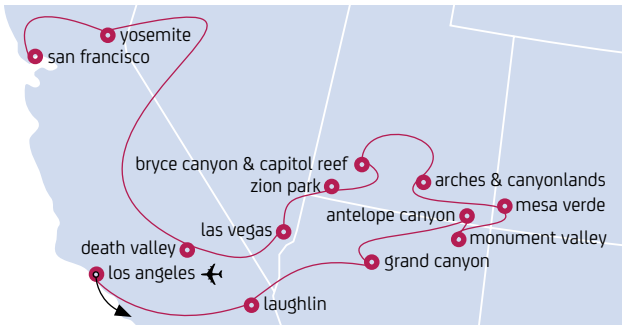 yosemite
san francisco
bryce canyon & capitol reef
zion park
arches & canyonlands
mesa verde
antelope canyon
las vegas
monument valley
death valley
grand canyon
los angeles
laughlin